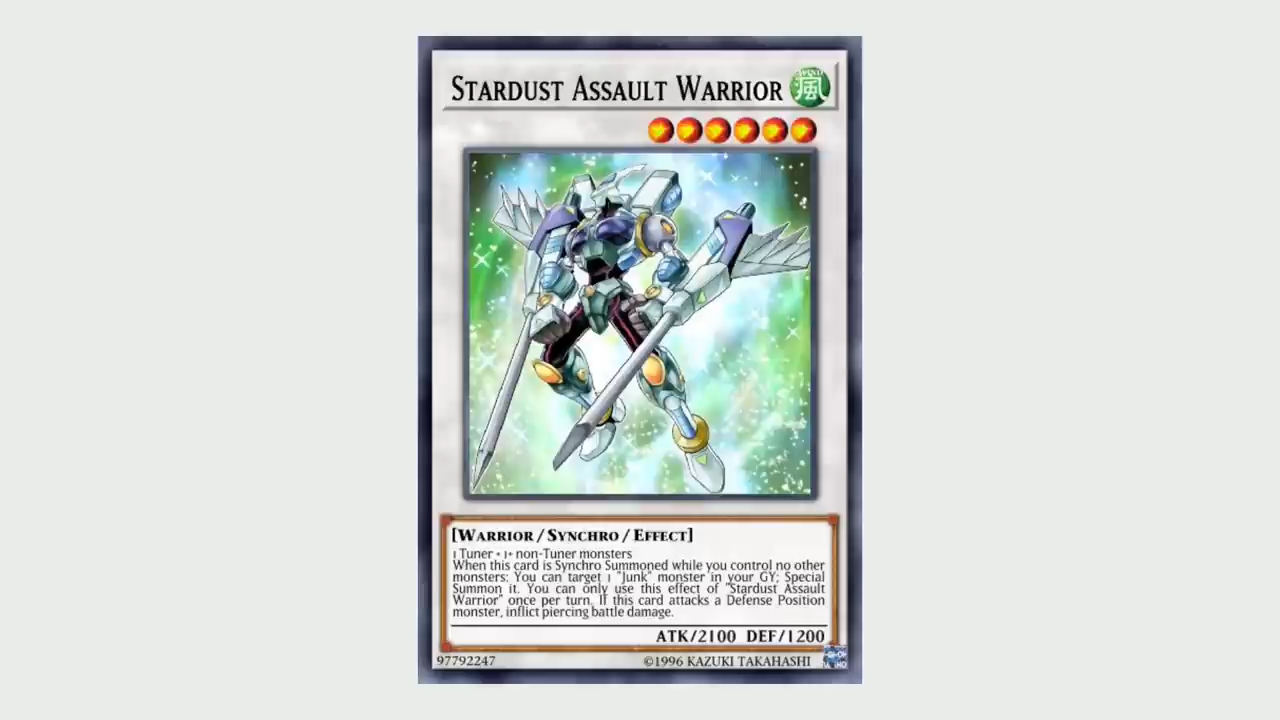 STARDUST ASSAULT WARRIOR
WIND
風
[WARRIOR / SYNCHRO / EFFECT]
1 Tuner + 1+ non-Tuner monsters
When this card is Synchro Summoned while you control no other
monsters: You can target 1 "Junk" monster in your GY; Special
Summon it. You can only use this effect of "Stardust Assault
Warrior" once per turn. If this card attacks a Defense Position
monster, inflict piercing battle damage.
ATK/2100 DEF/1200
97792247
©1996 KAZUKI TAKAHASHI